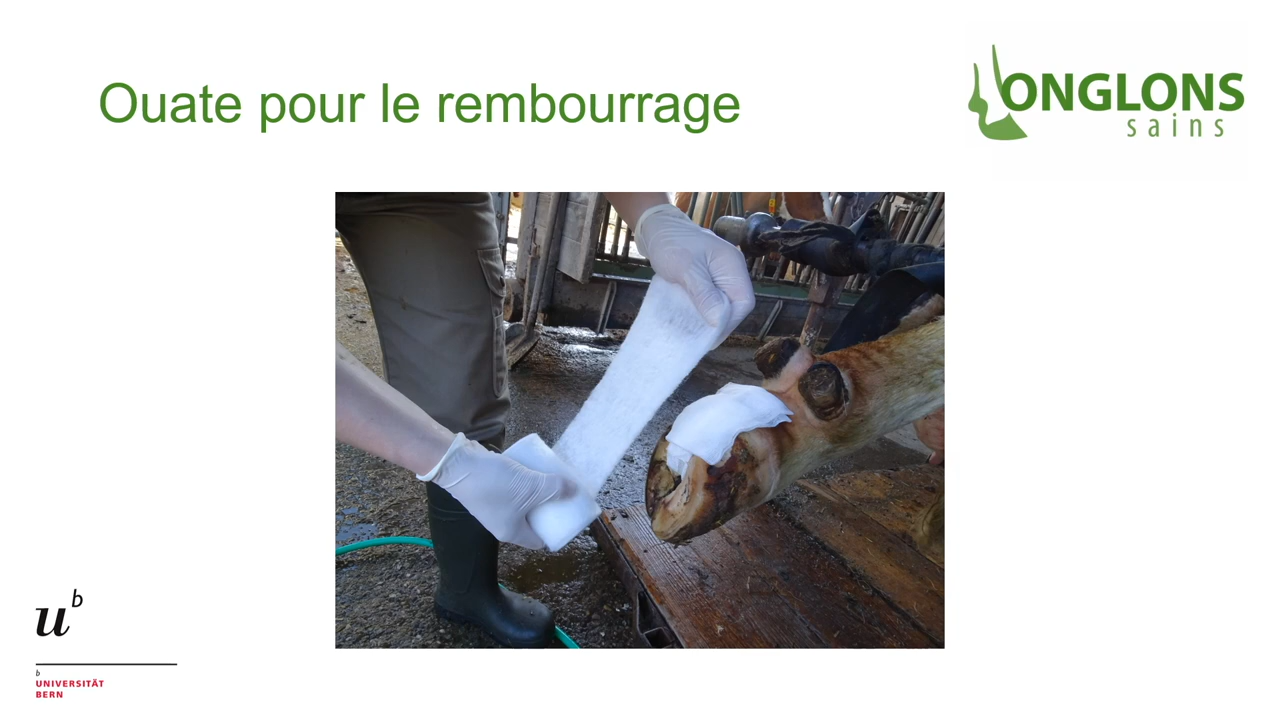 Ouate pour le rembourrage
ONGLONS
sains
u b
b
UNIVERSITÄT
BERN